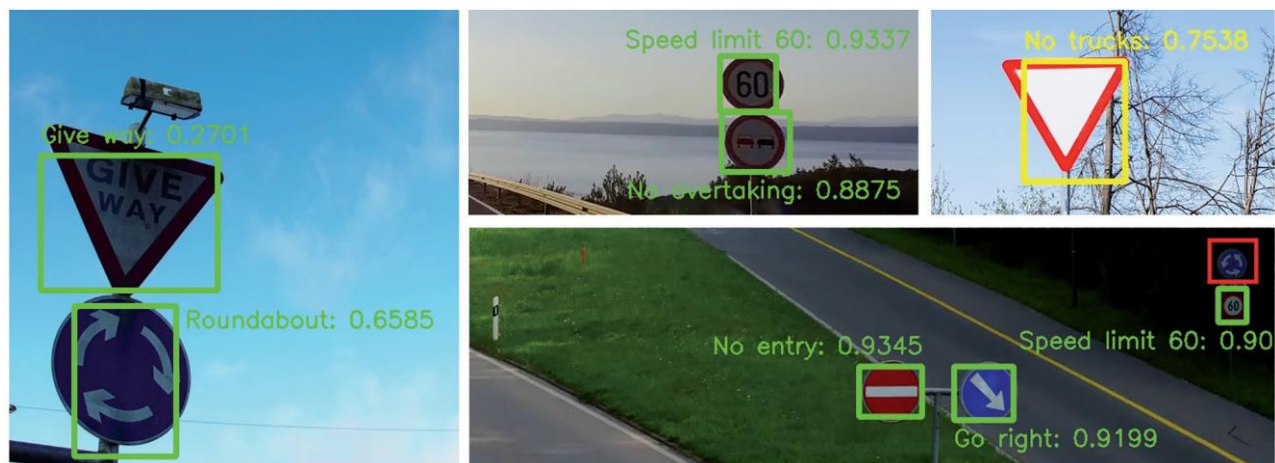 Give way: 0.2701
GIVE
WAY
Roundabout: 0.6585
Speed limit 60: 0.9337
60
No overtaking: 0.8875
No trucks: 0.7538
60
Speed limit 60: 0.90
No entry: 0.9345
Go right: 0.9199